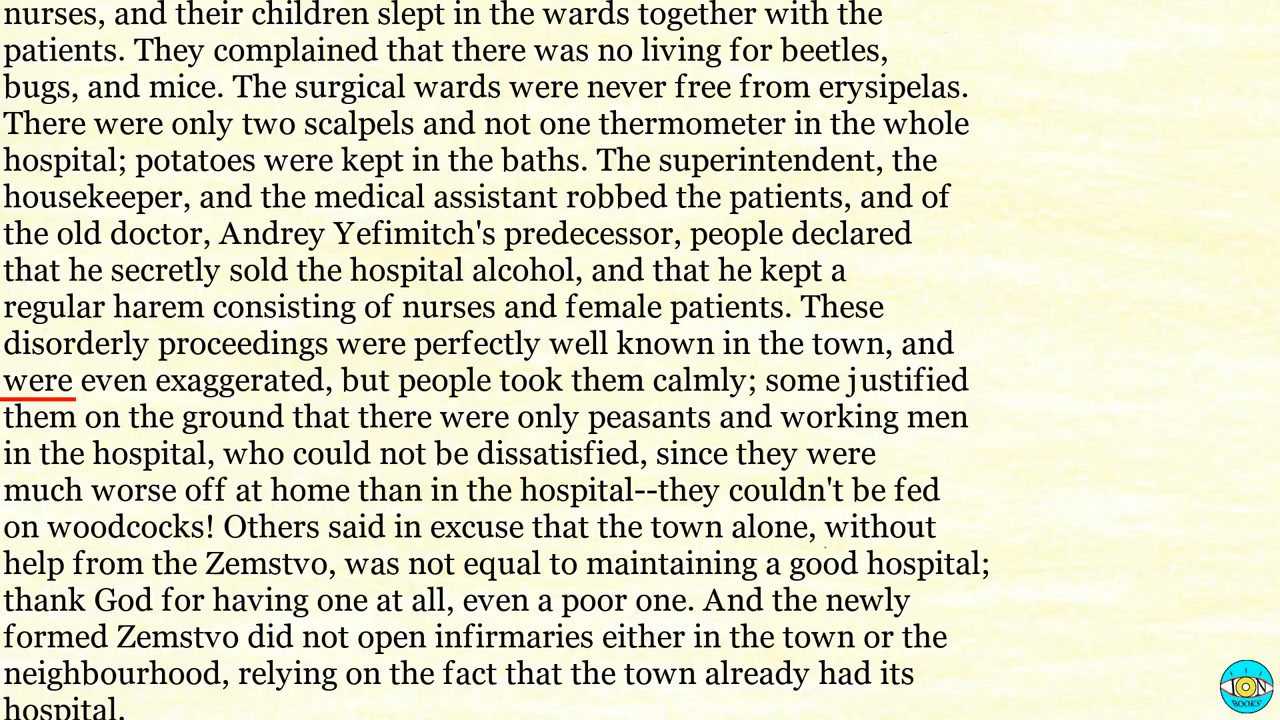 nurses, and their children slept in the wards together with the
patients. They complained that there was no living for beetles,
bugs, and mice. The surgical wards were never free from erysipelas.
There were only two scalpels and not one thermometer in the whole
hospital; potatoes were kept in the baths. The superintendent, the
housekeeper, and the medical assistant robbed the patients, and of
the old doctor, Andrey Yefimitch's predecessor, people declared
that he secretly sold the hospital alcohol, and that he kept a
regular harem consisting of nurses and female patients. These
disorderly proceedings were perfectly well known in the town, and
were even exaggerated, but people took them calmly; some justified
them on the ground that there were only peasants and working men
in the hospital, who could not be dissatisfied, since they were
much worse off at home than in the hospital--they couldn't be fed
on woodcocks! Others said in excuse that the town alone, without
help from the Zemstvo, was not equal to maintaining a good hospital;
thank God for having one at all, even a poor one. And the newly
formed Zemstvo did not open infirmaries either in the town or the
neighbourhood, relying on the fact that the town already had its
hospital.
ION
BOOKS